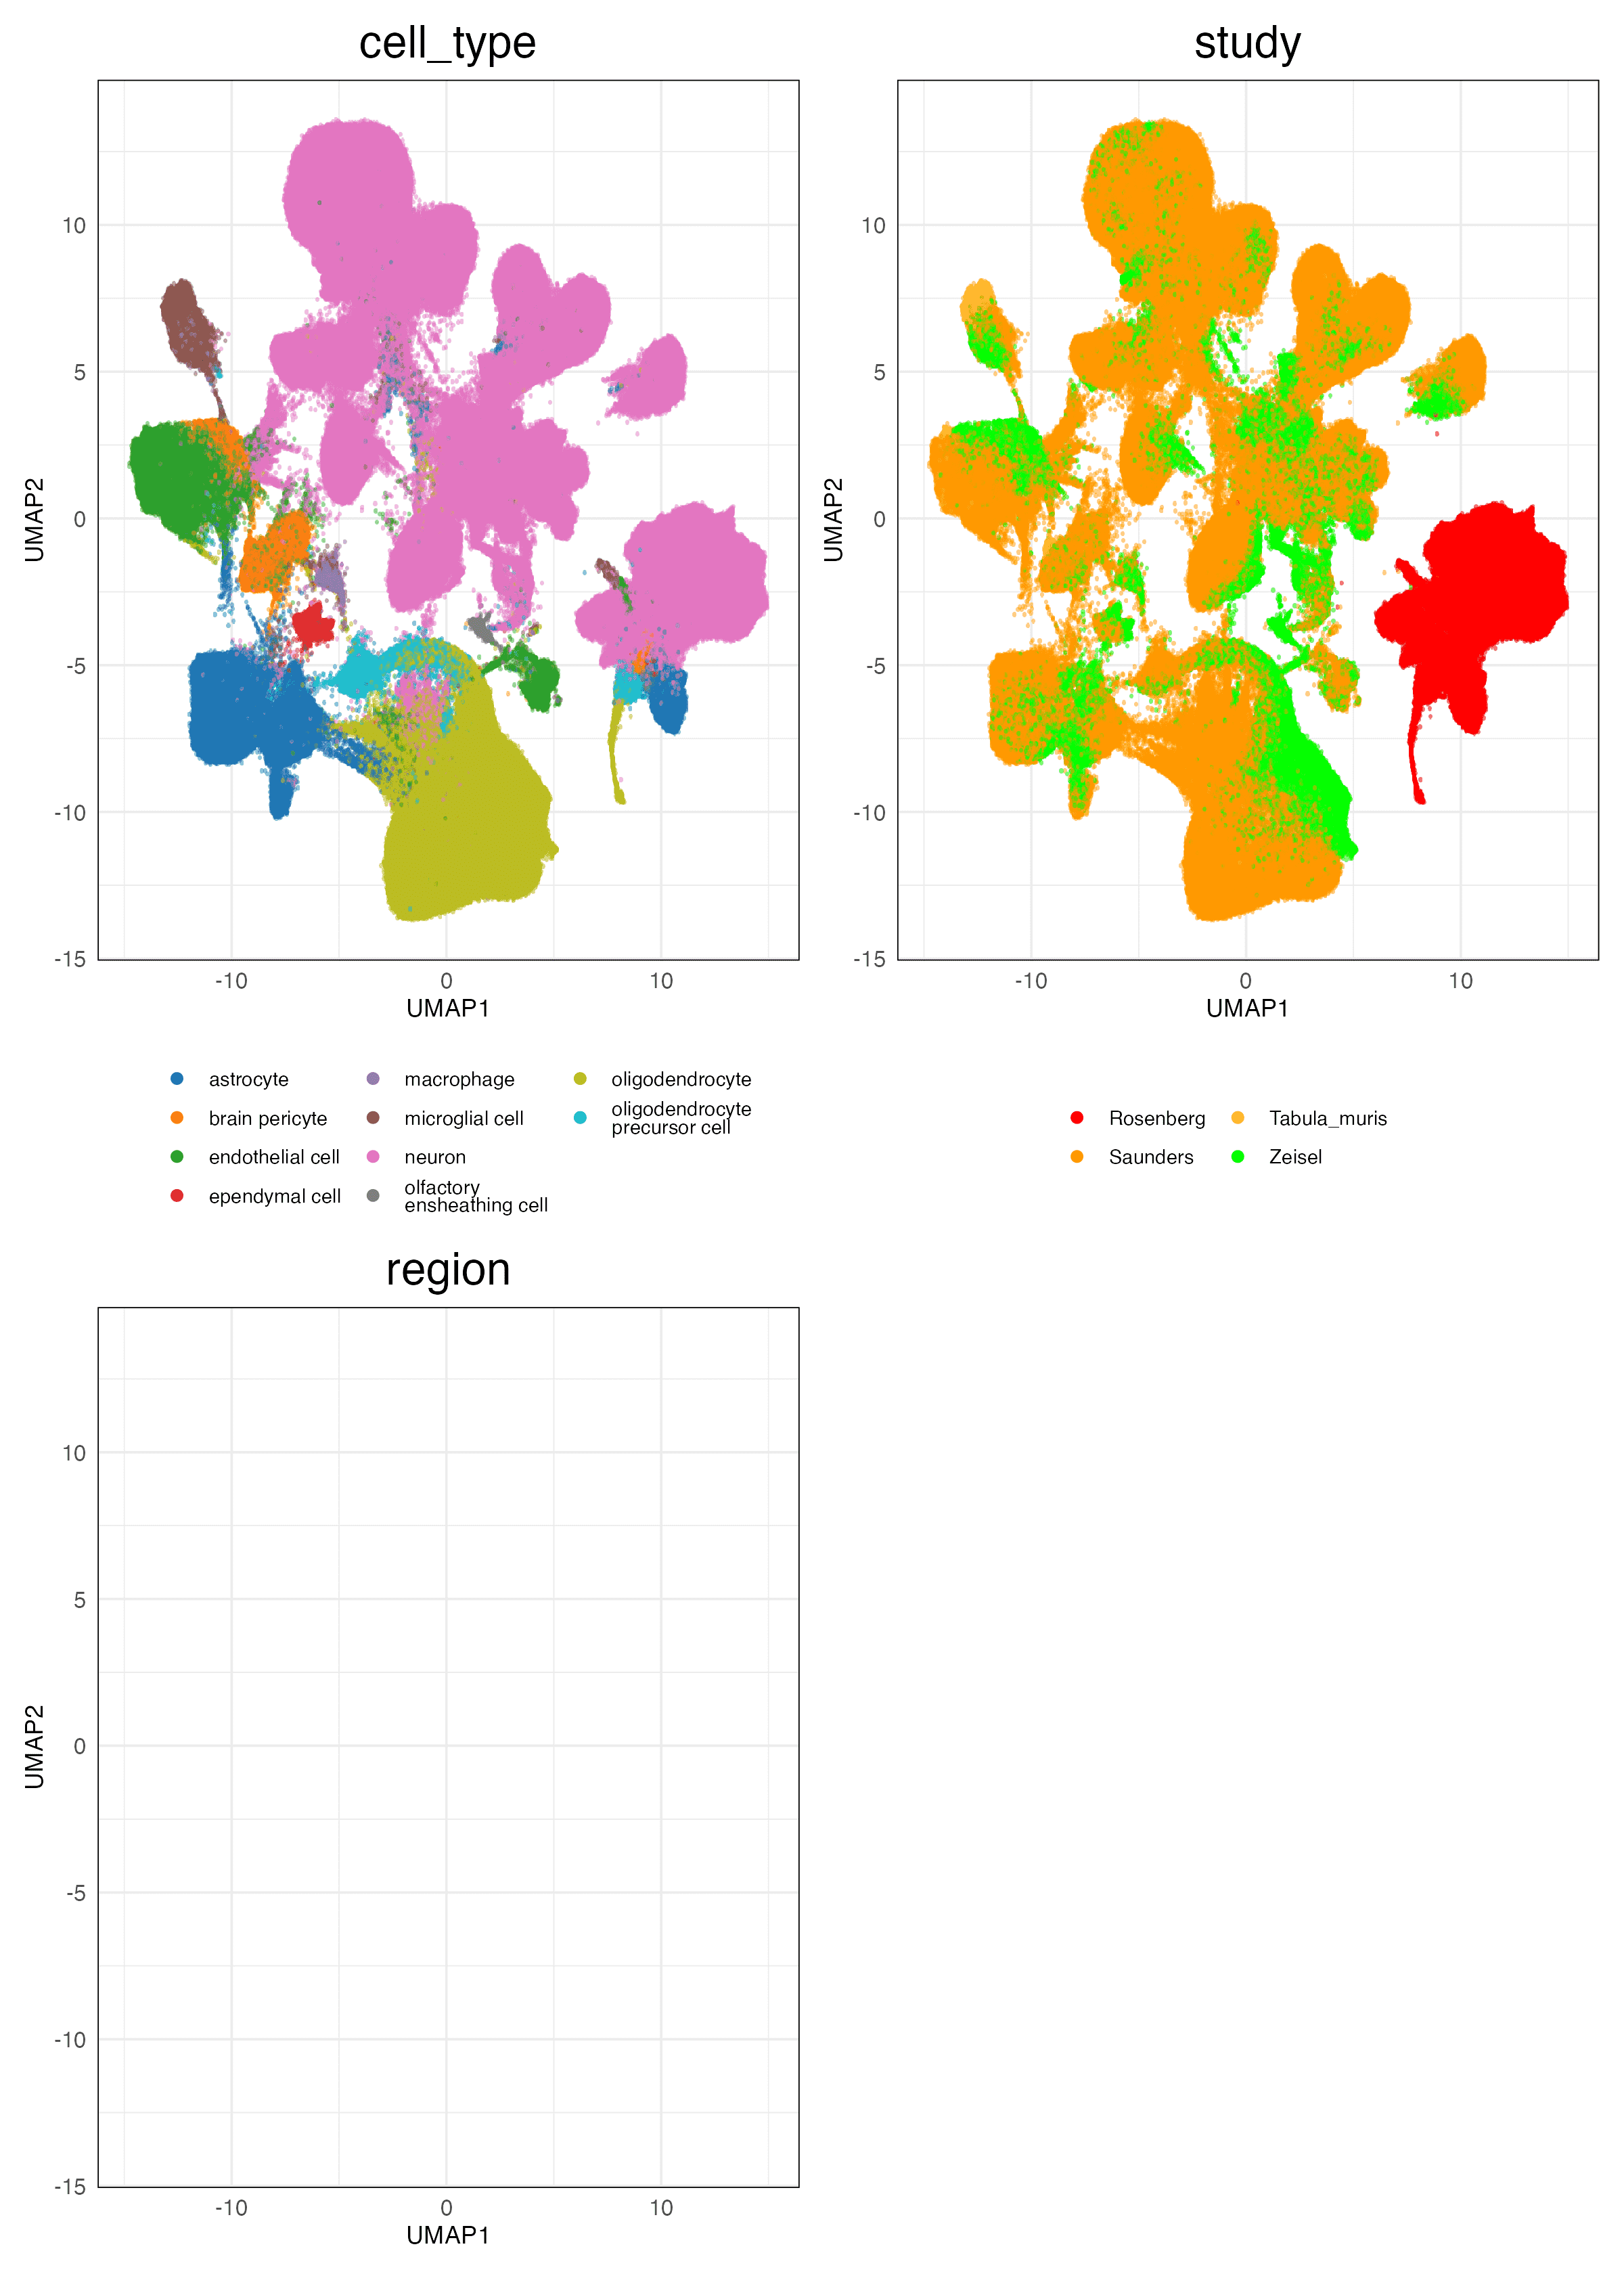 cell_type
UMAP2
10
5
0
-5
-10
-15
-10
0
10
UMAP1
astrocyte
brain pericyte
endothelial cell
ependymal cell
macrophage
microglial cell
neuron
olfactory
ensheathing cell
oligodendrocyte
oligodendrocyte
precursor cell
study
UMAP2
10
5
0
-5
-10
-15
-10
0
10
UMAP1
Rosenberg
Saunders
Tabula_muris
Zeisel
region
UMAP2
10
5
0
-5
-10
-15
-10
0
10
UMAP1